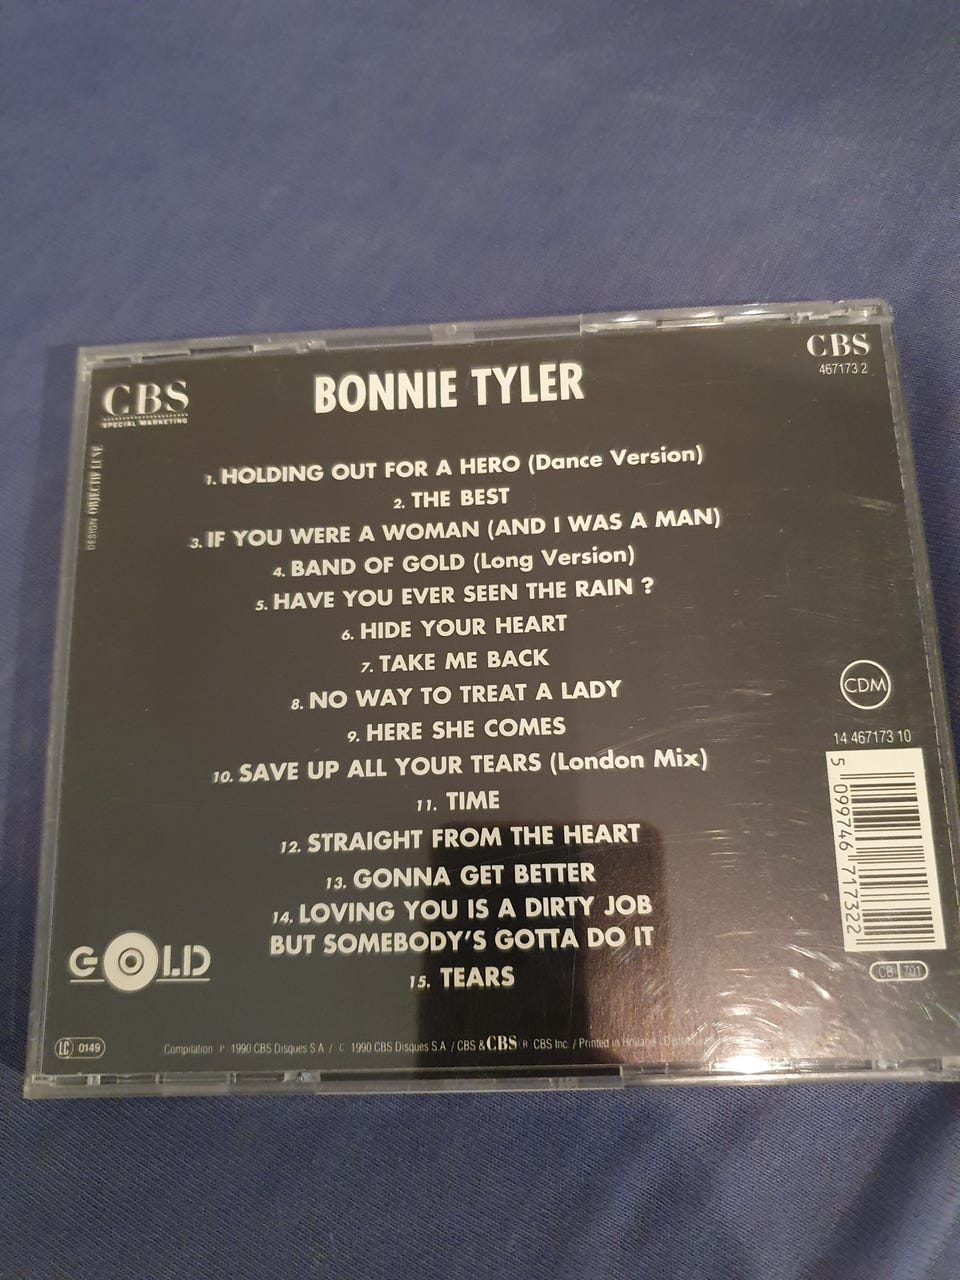 CBS
SPECIAL MARKETING
BONNIE TYLER
CBS
467173 2
DESIGN OBJECTIF LUNE
1. HOLDING OUT FOR A HERO (Dance Version)
2. THE BEST
3. IF YOU WERE A WOMAN (AND I WAS A MAN)
4. BAND OF GOLD (Long Version)
5. HAVE YOU EVER SEEN THE RAIN ?
6. HIDE YOUR HEART
7. TAKE ME BACK
8. NO WAY TO TREAT A LADY
9. HERE SHE COMES
10. SAVE UP ALL YOUR TEARS (London Mix)
11. TIME
12. STRAIGHT FROM THE HEART
13. GONNA GET BETTER
14. LOVING YOU IS A DIRTY JOB
BUT SOMEBODY'S GOTTA DO IT
15. TEARS
CDM
14 467173 10
5 099746 717322
CB 701
GOLD
LC 0149
Compilation ℗ 1990 CBS Disques S.A / © 1990 CBS Disques S.A. / CBS & CBS ® CBS Inc. / Printed in Holland